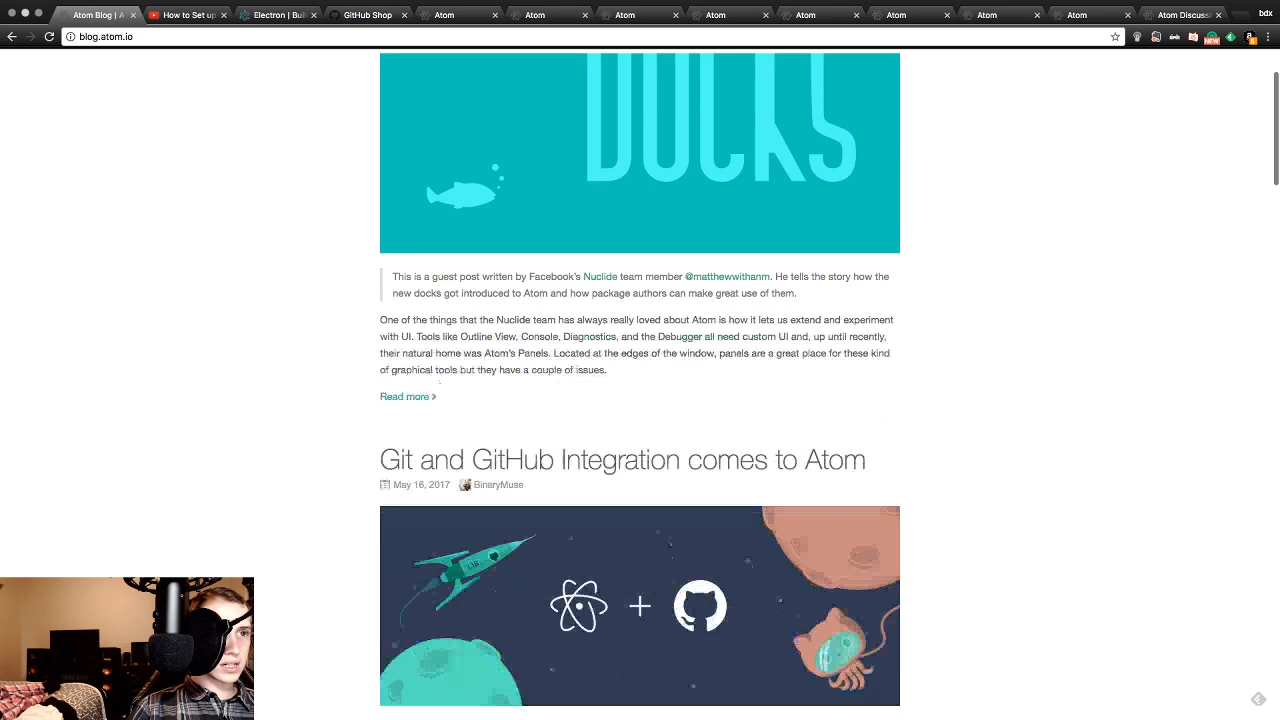 Atom Blog | A
How to Set up
Electron | Buil
GitHub Shop
Atom
Atom
Atom
Atom
Atom
Atom
Atom
Atom
Atom Discussi
bdx
blog.atom.io
NEW
DOCKS
This is a guest post written by Facebook's Nuclide team member @matthewwithanm. He tells the story how the
new docks got introduced to Atom and how package authors can make great use of them.
One of the things that the Nuclide team has always really loved about Atom is how it lets us extend and experiment
with UI. Tools like Outline View, Console, Diagnostics, and the Debugger all need custom UI and, up until recently,
their natural home was Atom's Panels. Located at the edges of the window, panels are a great place for these kind
of graphical tools but they have a couple of issues.
Read more
Git and GitHub Integration comes to Atom
May 16, 2017 BinaryMuse
+